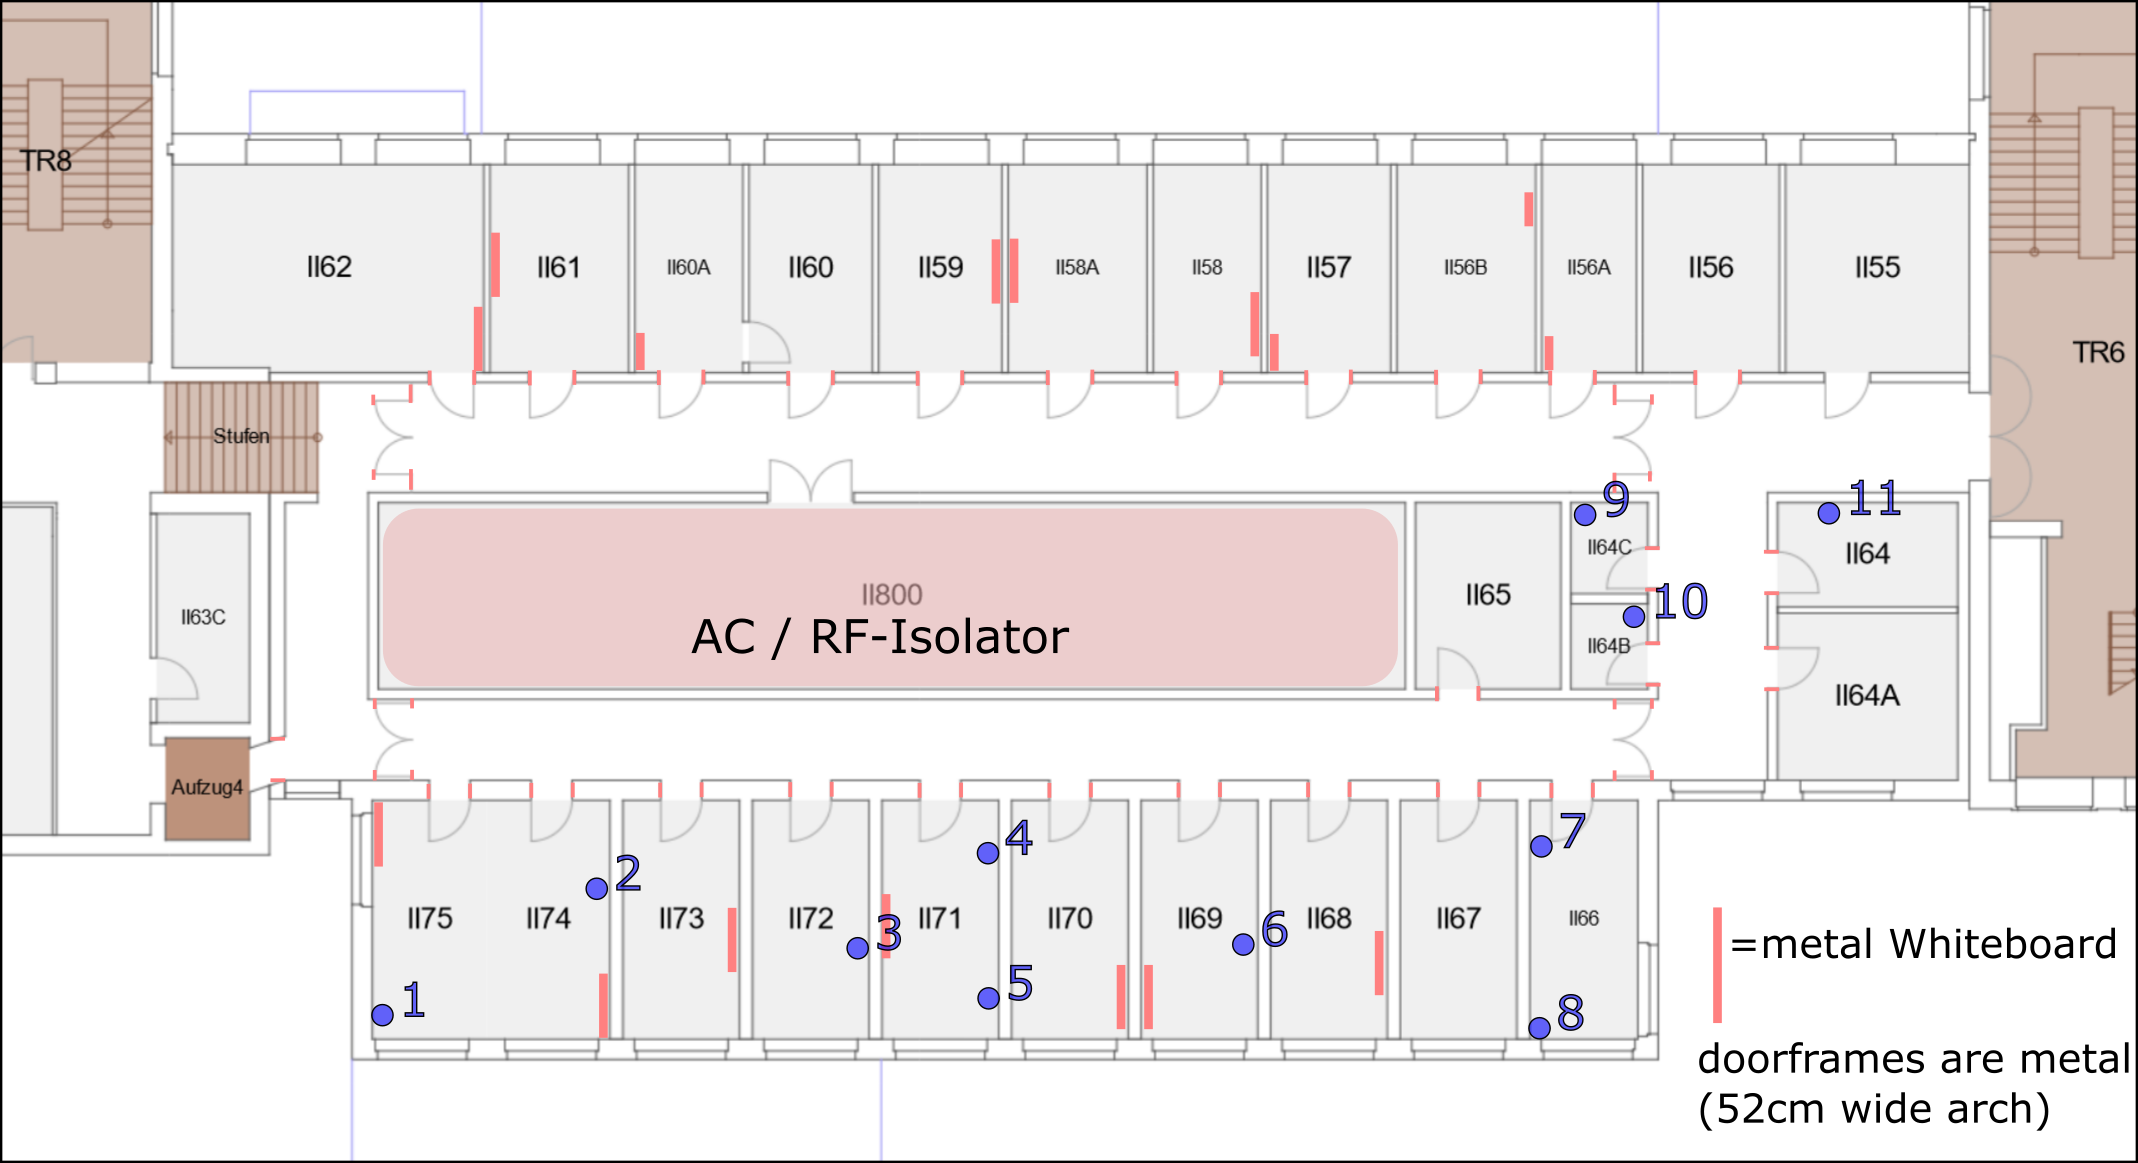 TR8
II62
II61
II60A
II60
II59
II58A
II58
II57
II56B
II56A
II56
II55
TR6
Stufen
9
11
II64C
II64
II800
II65
10
II63C
AC / RF-Isolator
II64B
II64A
Aufzug4
7
4
2
II75
II74
II73
II72
3
II71
II70
II69
6
II68
II67
II66
=metal Whiteboard
1
5
8
doorframes are metal
(52cm wide arch)